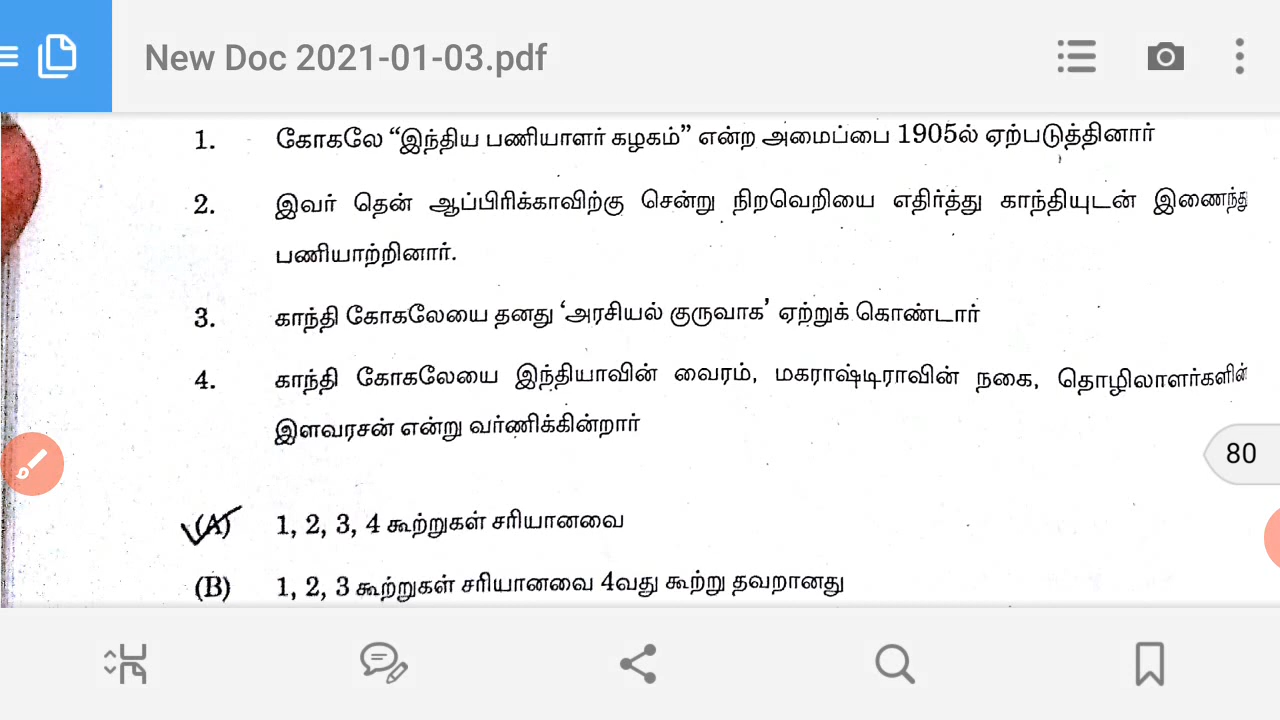 New Doc 2021-01-03.pdf
1. கோகலே “இந்திய பணியாளர் கழகம்” என்ற அமைப்பை 1905ல் ஏற்படுத்தினார்
2. இவர் தென் ஆப்பிரிக்காவிற்கு சென்று நிறவெறியை எதிர்த்து காந்தியுடன் இணைந்து
பணியாற்றினார்.
3. காந்தி கோகலேயை தனது ‘அரசியல் குருவாக’ ஏற்றுக் கொண்டார்
4. காந்தி கோகலேயை இந்தியாவின் வைரம், மகராஷ்டிராவின் நகை, தொழிலாளர்களின்
இளவரசன் என்று வர்ணிக்கின்றார்
80
(A) 1, 2, 3, 4 கூற்றுகள் சரியானவை
(B) 1, 2, 3 கூற்றுகள் சரியானவை 4வது கூற்று தவறானது